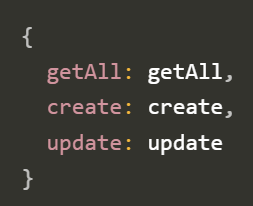 {
  getAll: getAll,
  create: create,
  update: update
}